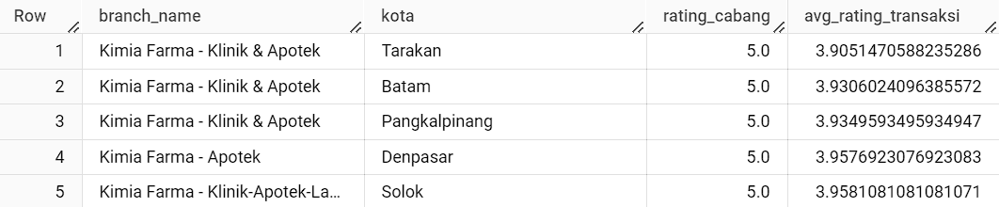 Row branch_name kota rating_cabang avg_rating_transaksi
1 Kimia Farma - Klinik & Apotek Tarakan 5.0 3.9051470588235286
2 Kimia Farma - Klinik & Apotek Batam 5.0 3.9306024096385572
3 Kimia Farma - Klinik & Apotek Pangkalpinang 5.0 3.9349593495934947
4 Kimia Farma - Apotek Denpasar 5.0 3.9576923076923083
5 Kimia Farma - Klinik-Apotek-La... Solok 5.0 3.9581081081081071